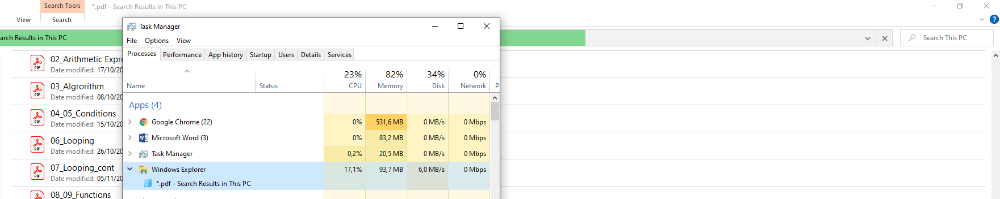 Search Tools
*.pdf - Search Results in This PC
View
Search
arch Results in This PC
Search This PC
02_Arithmetic Expre
Date modified: 17/10/20
03_Algrorithm
Date modified: 08/10/20
04_05_Conditions
Date modified: 15/10/20
06_Looping
Date modified: 26/10/20
07_Looping_cont
Date modified: 05/11/20
08_09_Functions
PDF
PDF
PDF
PDF
PDF
Task Manager
File Options View
Processes Performance App history Startup Users Details Services
23% 82% 34% 0%
Name Status CPU Memory Disk Network P
Apps (4)
Google Chrome (22) 0% 531,6 MB 0 MB/s 0 Mbps
Microsoft Word (3) 0% 83,2 MB 0 MB/s 0 Mbps
Task Manager 0,2% 20,5 MB 0 MB/s 0 Mbps
Windows Explorer 17,1% 93,7 MB 6,0 MB/s 0 Mbps
*.pdf - Search Results in This PC